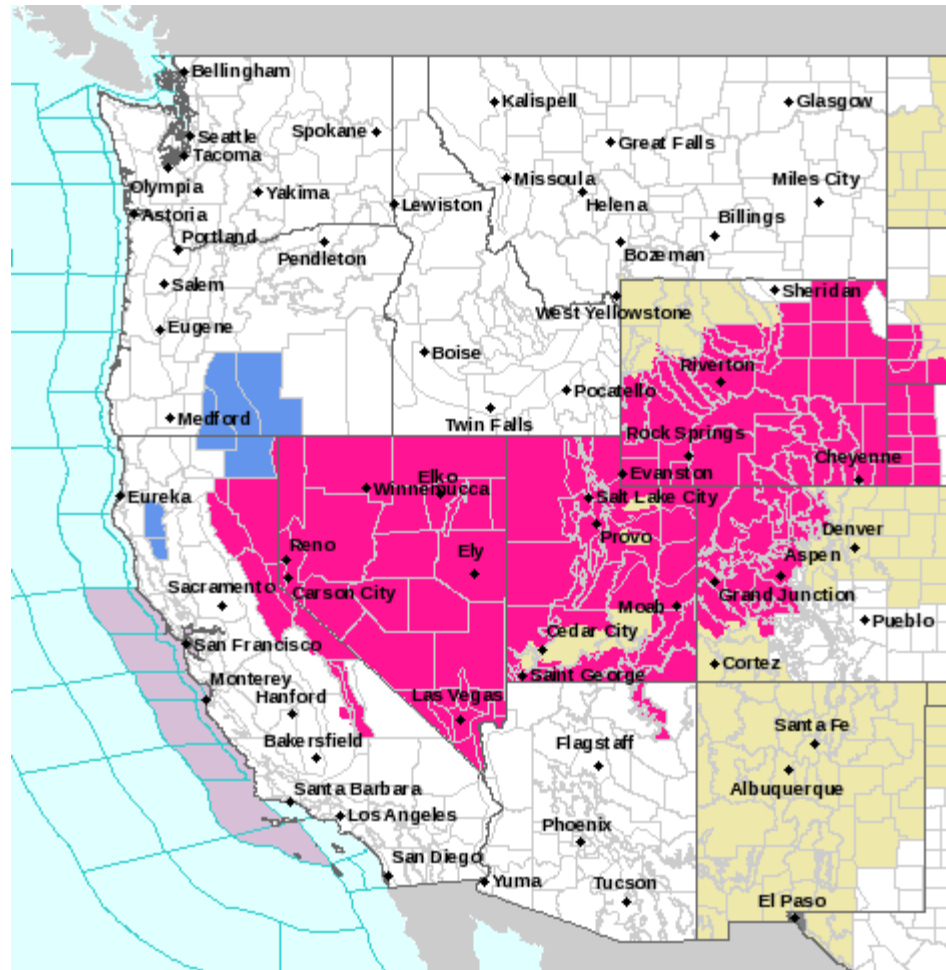 Bellingham
Kalispell
Glasgow
Seattle
Spokane
Great Falls
Tacoma
Olympia
Yakima
Missoula
Helena
Miles City
Astoria
Lewiston
Billings
Portland
Pendleton
Bozeman
Salem
Sheridan
West Yellowstone
Eugene
Boise
Riverton
Pocatello
Medford
Twin Falls
Rock Springs
Cheyenne
Elko
Winnemucca
Evanston
Eureka
Salt Lake City
Provo
Denver
Reno
Ely
Aspen
Carson City
Grand Junction
Sacramento
Moab
Pueblo
San Francisco
Cedar City
Cortez
Saint George
Monterey
Hanford
Las Vegas
Bakersfield
Flagstaff
Santa Fe
Albuquerque
Santa Barbara
Los Angeles
Phoenix
San Diego
Yuma
Tucson
El Paso